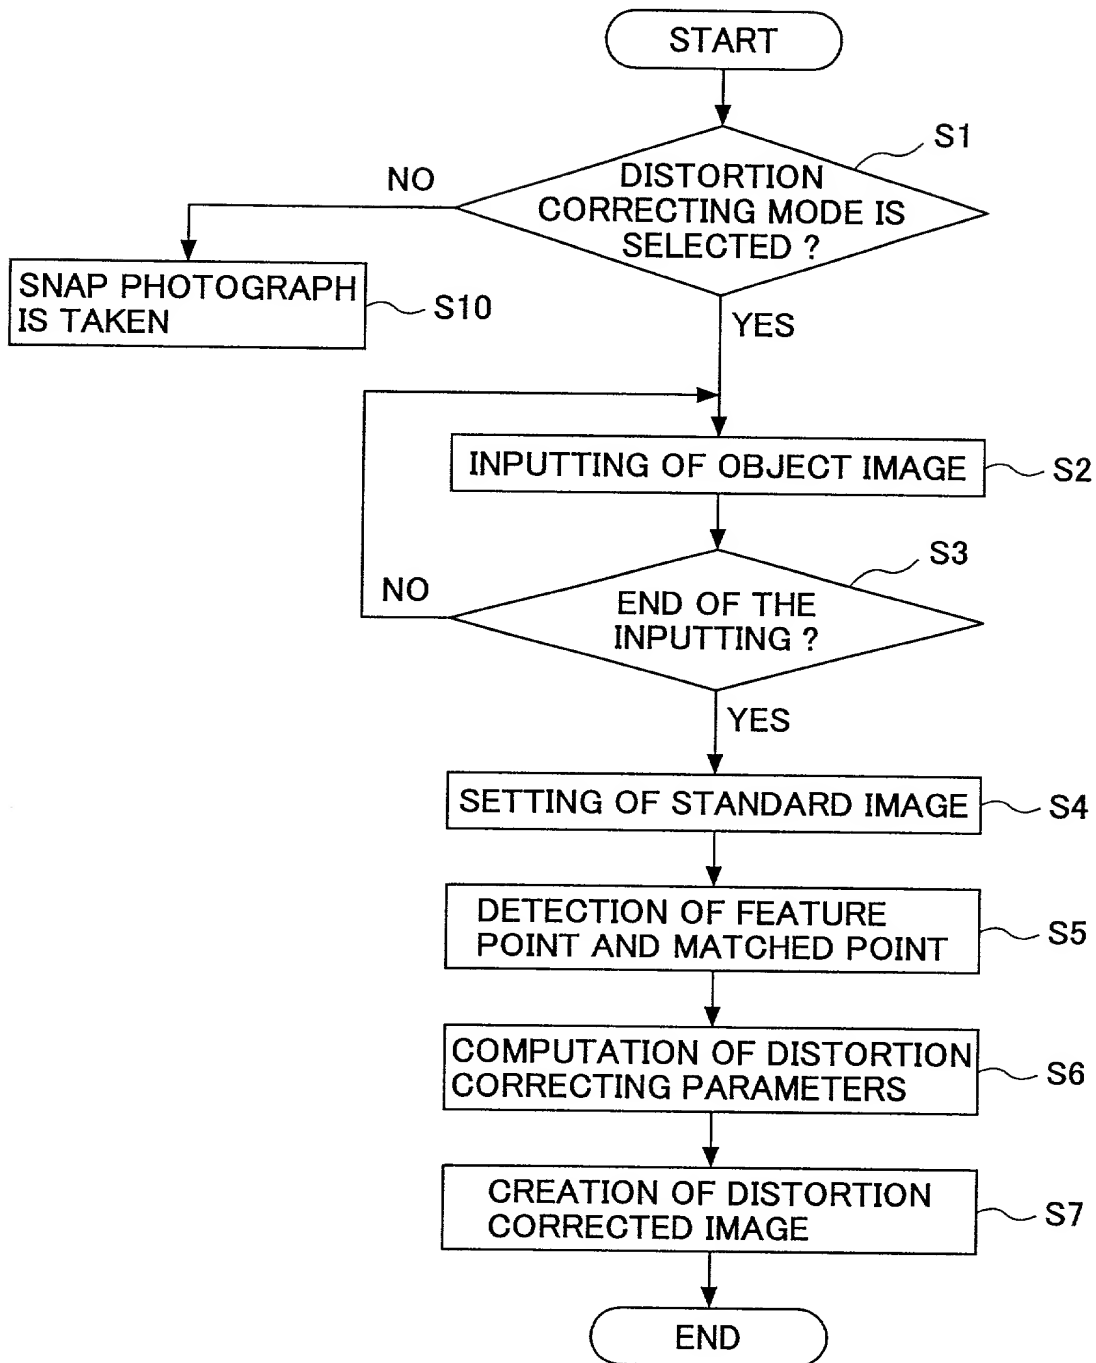 START
S1
NO
DISTORTION
CORRECTING MODE IS
SELECTED ?
SNAP PHOTOGRAPH
IS TAKEN
S10
YES
INPUTTING OF OBJECT IMAGE
S2
S3
NO
END OF THE
INPUTTING ?
YES
SETTING OF STANDARD IMAGE
S4
DETECTION OF FEATURE
POINT AND MATCHED POINT
S5
COMPUTATION OF DISTORTION
CORRECTING PARAMETERS
S6
CREATION OF DISTORTION
CORRECTED IMAGE
S7
END